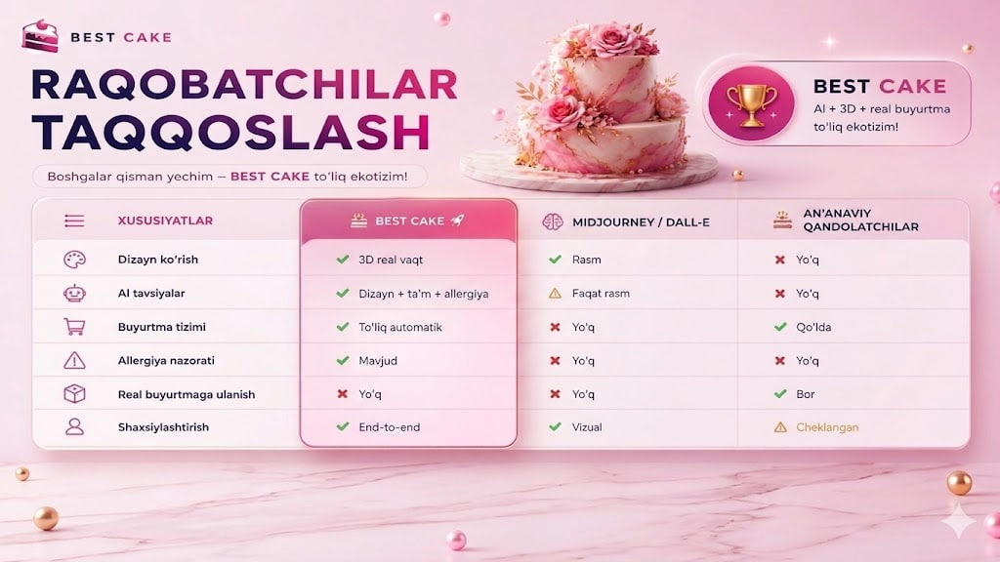 BEST CAKE
RAQOBATCHILAR
TAQQOSLASH
Boshgalar qisman yechim – BEST CAKE to'liq ekotizim!
BEST CAKE
AI + 3D + real buyurtma
to'liq ekotizim!
XUSUSIYATLAR BEST CAKE MIDJOURNEY / DALL-E AN'ANAVIY QANDOLATCHILAR
Dizayn ko'rish 3D real vaqt Rasm Yo'q
AI tavsiyalar Dizayn + ta'm + allergiya Faqat rasm Yo'q
Buyurtma tizimi To'liq automatik Yo'q Qo'lda
Allergiya nazorati Mavjud Yo'q Yo'q
Real buyurtmaga ulanish Yo'q Yo'q Bor
Shaxsiylashtirish End-to-end Vizual Cheklangan